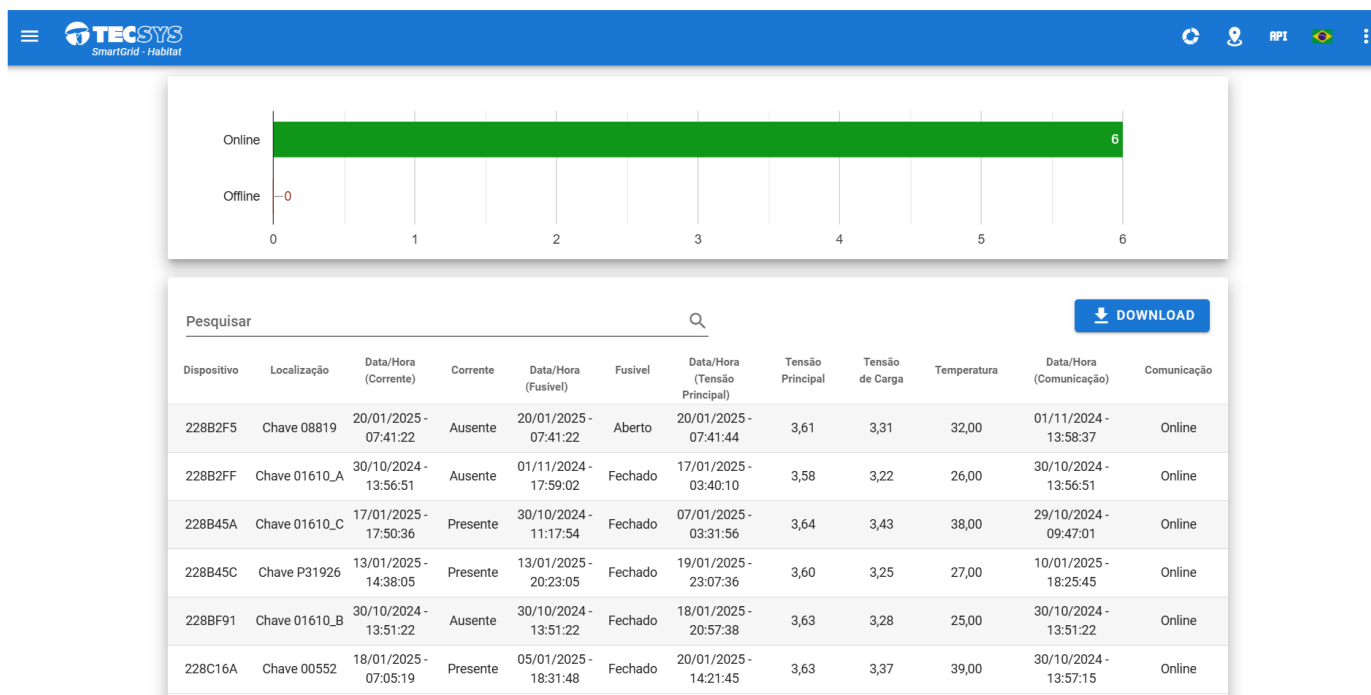 TECSYS
SmartGrid - Habitat
API
Online
6
Offline
0
0 1 2 3 4 5 6
Pesquisar
DOWNLOAD
Dispositivo Localização Data/Hora (Corrente) Corrente Data/Hora (Fusivel) Fusivel Data/Hora (Tensão Principal) Tensão Principal Tensão de Carga Temperatura Data/Hora (Comunicação) Comunicação
228B2F5 Chave 08819 20/01/2025 - 07:41:22 Ausente 20/01/2025 - 07:41:22 Aberto 20/01/2025 - 07:41:44 3,61 3,31 32,00 01/11/2024 - 13:58:37 Online
228B2FF Chave 01610_A 30/10/2024 - 13:56:51 Ausente 01/11/2024 - 17:59:02 Fechado 17/01/2025 - 03:40:10 3,58 3,22 26,00 30/10/2024 - 13:56:51 Online
228B45A Chave 01610_C 17/01/2025 - 17:50:36 Presente 30/10/2024 - 11:17:54 Fechado 07/01/2025 - 03:31:56 3,64 3,43 38,00 29/10/2024 - 09:47:01 Online
228B45C Chave P31926 13/01/2025 - 14:38:05 Presente 13/01/2025 - 20:23:05 Fechado 19/01/2025 - 23:07:36 3,60 3,25 27,00 10/01/2025 - 18:25:45 Online
228BF91 Chave 01610_B 30/10/2024 - 13:51:22 Ausente 30/10/2024 - 13:51:22 Fechado 18/01/2025 - 20:57:38 3,63 3,28 25,00 30/10/2024 - 13:51:22 Online
228C16A Chave 00552 18/01/2025 - 07:05:19 Presente 05/01/2025 - 18:31:48 Fechado 20/01/2025 - 14:21:45 3,63 3,37 39,00 30/10/2024 - 13:57:15 Online